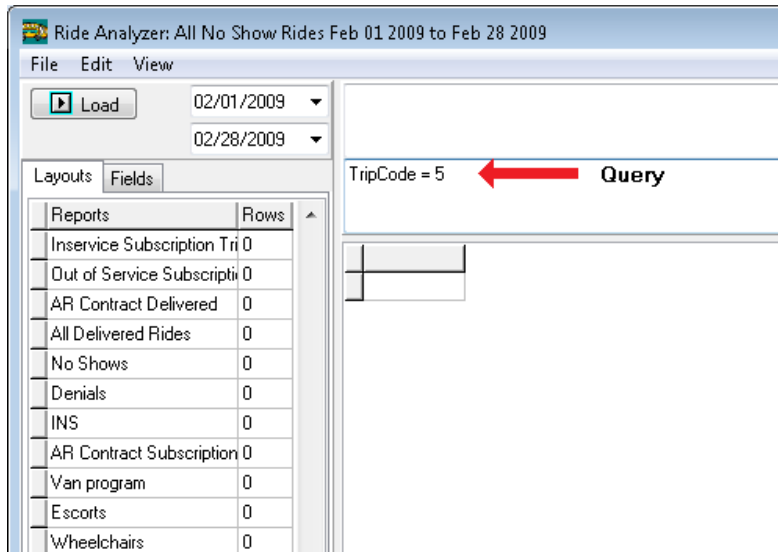 Ride Analyzer: All No Show Rides Feb 01 2009 to Feb 28 2009
File Edit View
Load 02/01/2009
02/28/2009
Layouts Fields
TripCode = 5 Query
Reports Rows
Inservice Subscription Tri 0
Out of Service Subscripti 0
AR Contract Delivered 0
All Delivered Rides 0
No Shows 0
Denials 0
INS 0
AR Contract Subscription 0
Van program 0
Escorts 0
Wheelchairs 0